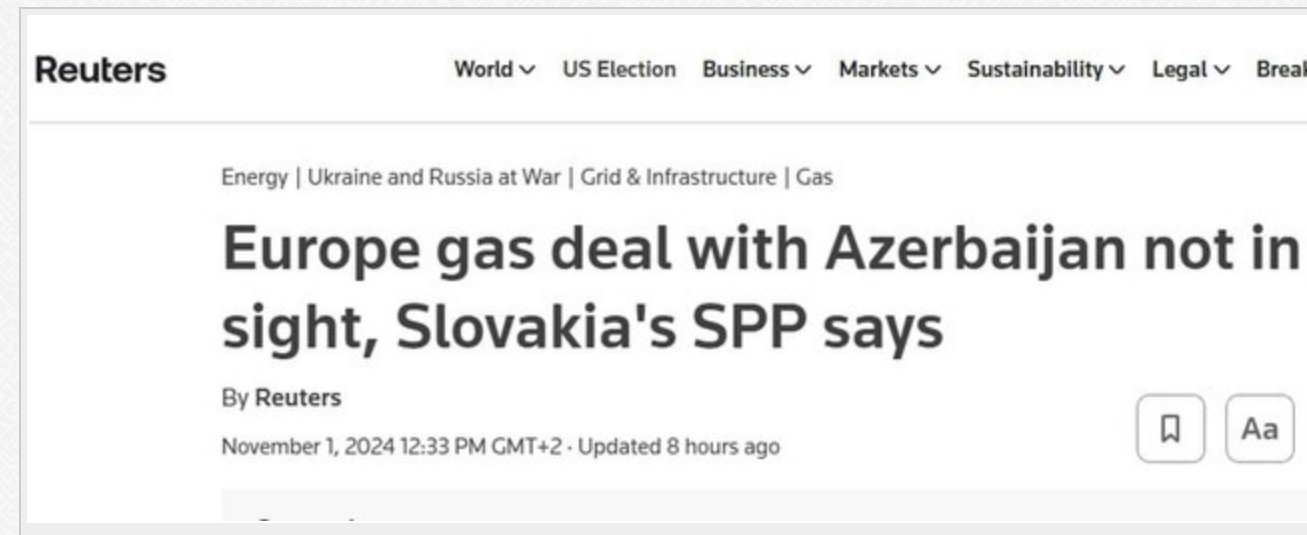 Reuters
World US Election Business Markets Sustainability Legal
Energy | Ukraine and Russia at War | Grid & Infrastructure | Gas
Europe gas deal with Azerbaijan not in
sight, Slovakia's SPP says
By Reuters
November 1, 2024 12:33 PM GMT+2 · Updated 8 hours ago
Aa